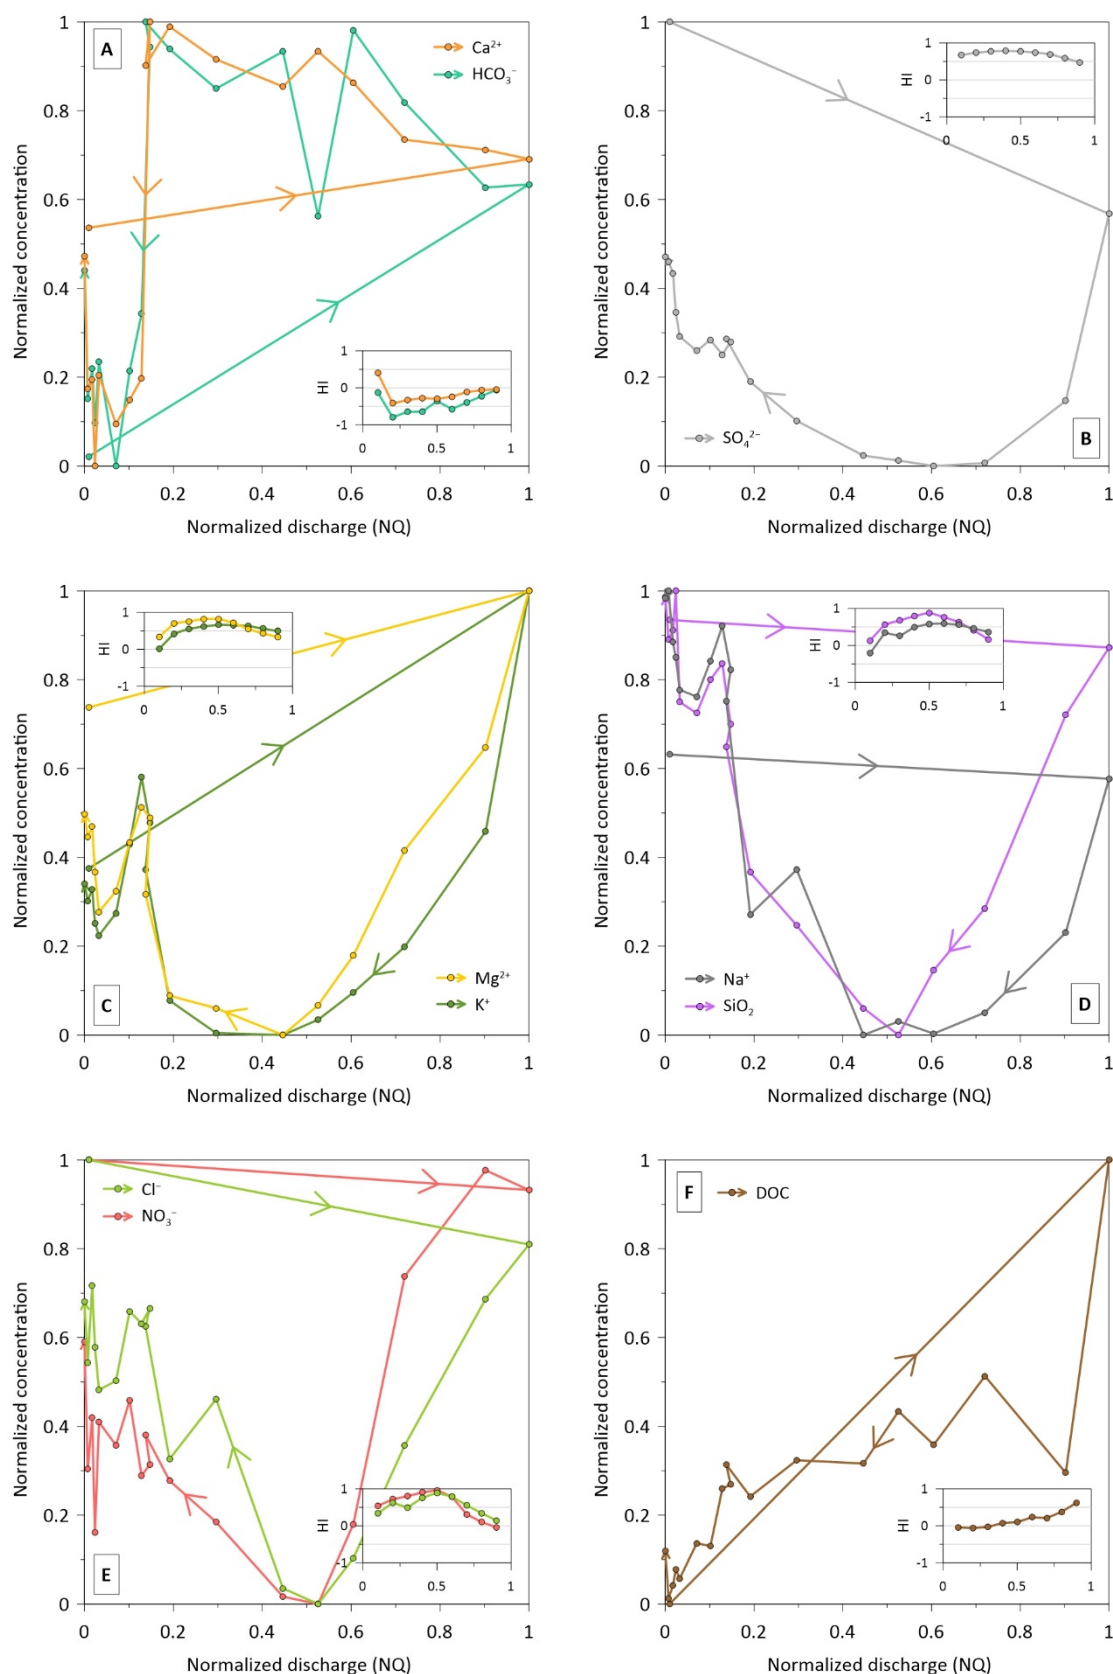 A
Ca²⁺
HCO₃⁻
Normalized concentration
1
0.8
0.6
0.4
0.2
0
0 0.2 0.4 0.6 0.8 1
Normalized discharge (NQ)
HI
1
0
-1
0 0.5 1
B
SO₄²⁻
Normalized concentration
1
0.8
0.6
0.4
0.2
0
0 0.2 0.4 0.6 0.8 1
Normalized discharge (NQ)
HI
1
0
-1
0 0.5 1
C
Mg²⁺
K⁺
Normalized concentration
1
0.8
0.6
0.4
0.2
0
0 0.2 0.4 0.6 0.8 1
Normalized discharge (NQ)
HI
1
0
-1
0 0.5 1
D
Na⁺
SiO₂
Normalized concentration
1
0.8
0.6
0.4
0.2
0
0 0.2 0.4 0.6 0.8 1
Normalized discharge (NQ)
HI
1
0
-1
0 0.5 1
E
Cl⁻
NO₃⁻
Normalized concentration
1
0.8
0.6
0.4
0.2
0
0 0.2 0.4 0.6 0.8 1
Normalized discharge (NQ)
HI
1
0
-1
0 0.5 1
F
DOC
Normalized concentration
1
0.8
0.6
0.4
0.2
0
0 0.2 0.4 0.6 0.8 1
Normalized discharge (NQ)
HI
1
0
-1
0 0.5 1